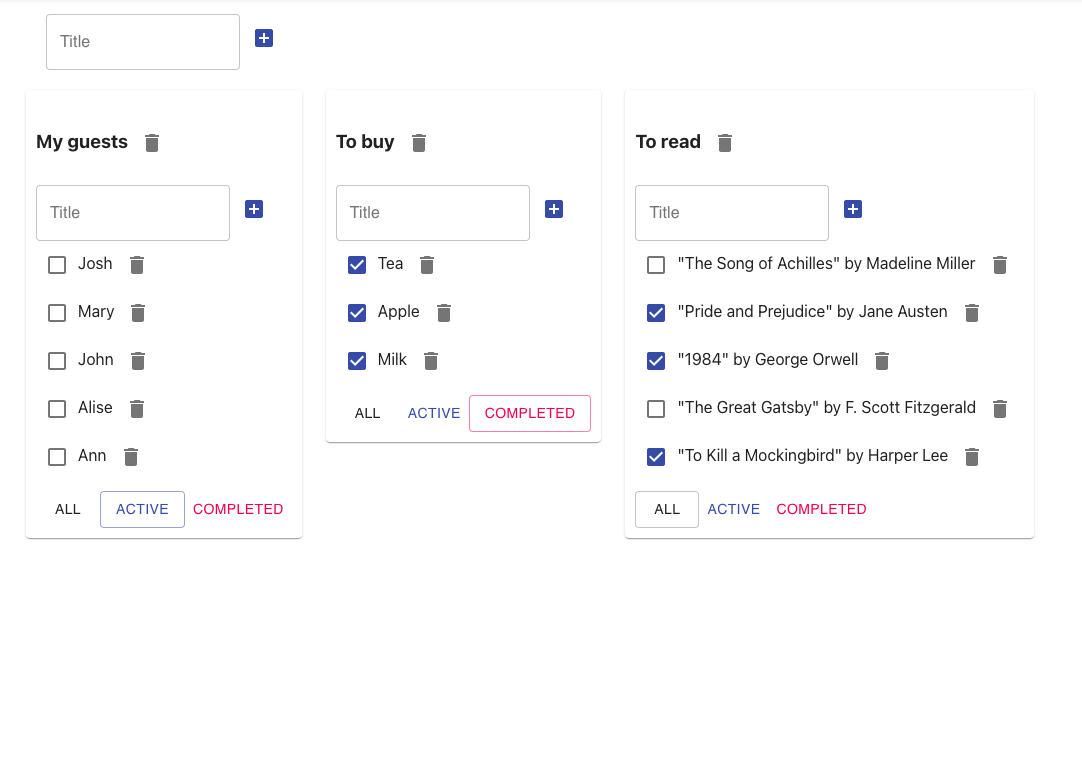 Title
My guests
Title
Josh
Mary
John
Alise
Ann
ALL ACTIVE COMPLETED
To buy
Title
Tea
Apple
Milk
ALL ACTIVE COMPLETED
To read
Title
"The Song of Achilles" by Madeline Miller
"Pride and Prejudice" by Jane Austen
"1984" by George Orwell
"The Great Gatsby" by F. Scott Fitzgerald
"To Kill a Mockingbird" by Harper Lee
ALL ACTIVE COMPLETED